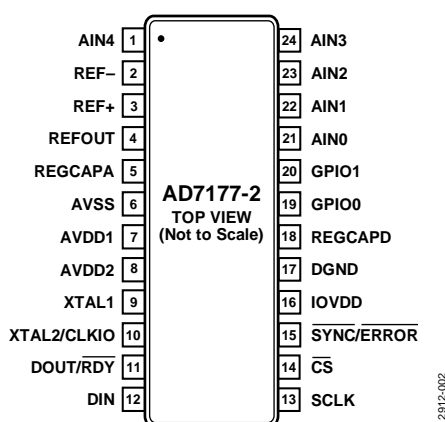 AIN4 1
REF– 2
REF+ 3
REFOUT 4
REGCAPA 5
AVSS 6
AVDD1 7
AVDD2 8
XTAL1 9
XTAL2/CLKIO 10
DOUT/RDY 11
DIN 12
AD7177-2
TOP VIEW
(Not to Scale)
24 AIN3
23 AIN2
22 AIN1
21 AIN0
20 GPIO1
19 GPIO0
18 REGCAPD
17 DGND
16 IOVDD
15 SYNC/ERROR
14 CS
13 SCLK
2912-002